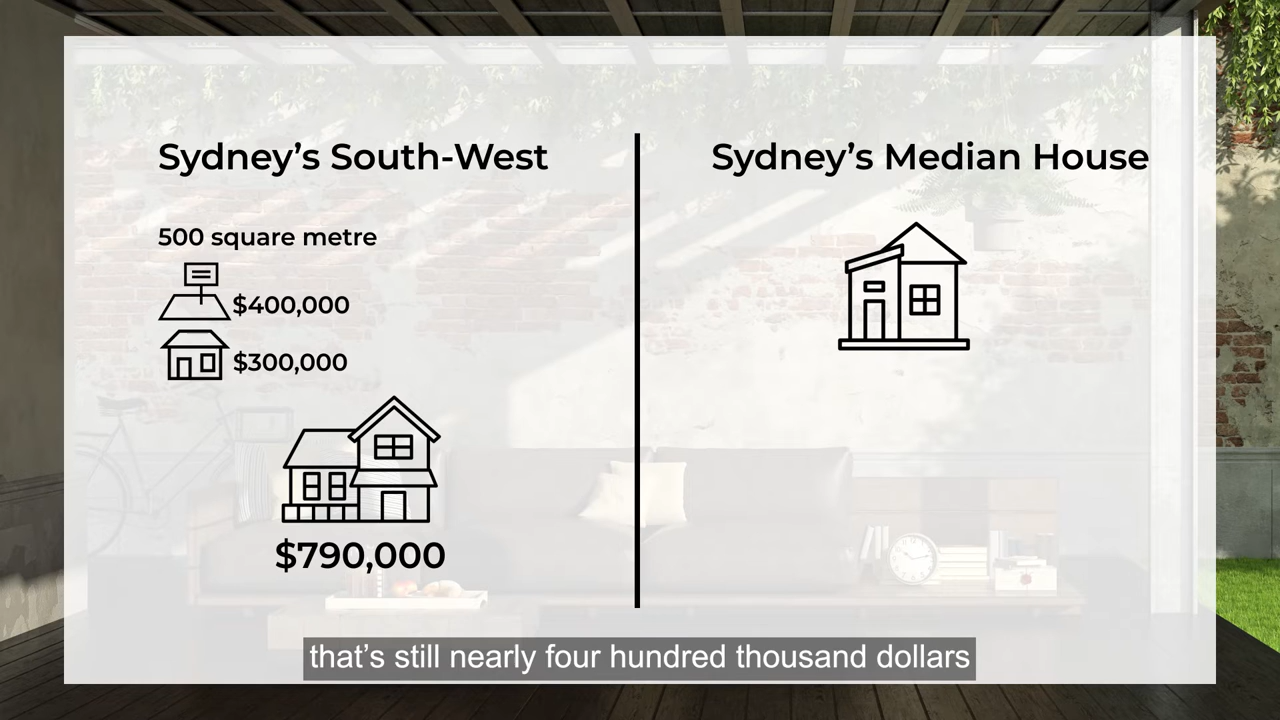 Sydney’s South-West
500 square metre
$400,000
$300,000
$790,000
Sydney’s Median House
that’s still nearly four hundred thousand dollars